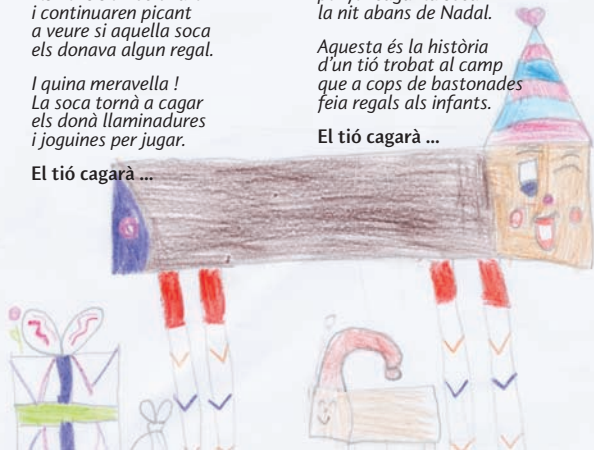 i continuaren picant
a veure si aquella soca
els donava algun regal.
I quina meravella !
La soca tornà a cagar
els donà llaminadures
i joguines per jugar.
El tió cagarà ...
la nit abans de Nadal.
Aquesta és la història
d'un tió trobat al camp
que a cops de bastonades
feia regals als infants.
El tió cagarà ...